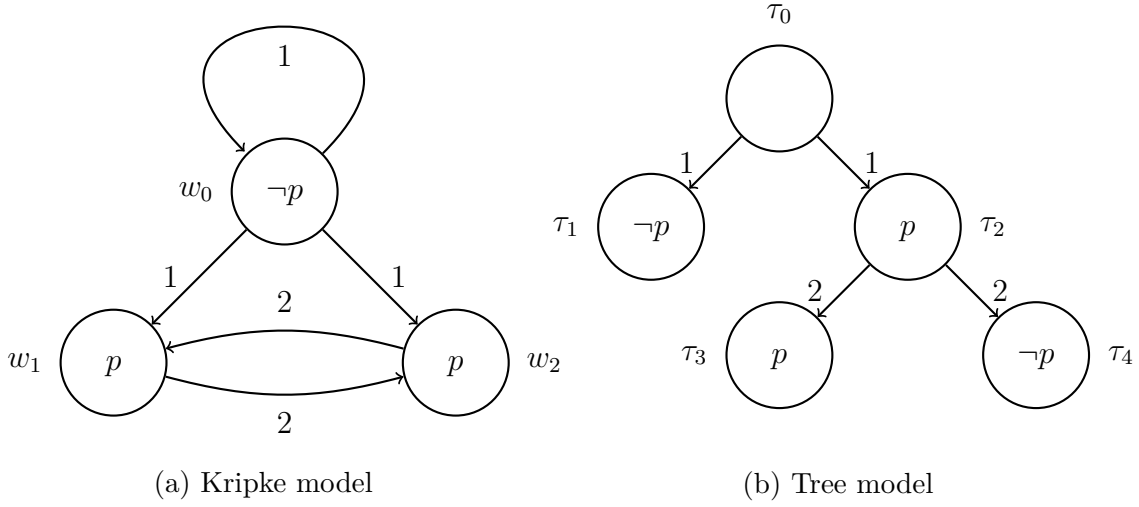 τ₀
1
w₀ ¬p
1 1
τ₁ ¬p p τ₂
1 1
2
2 2
w₁ p p w₂
τ₃ p ¬p τ₄
2
(a) Kripke model
(b) Tree model